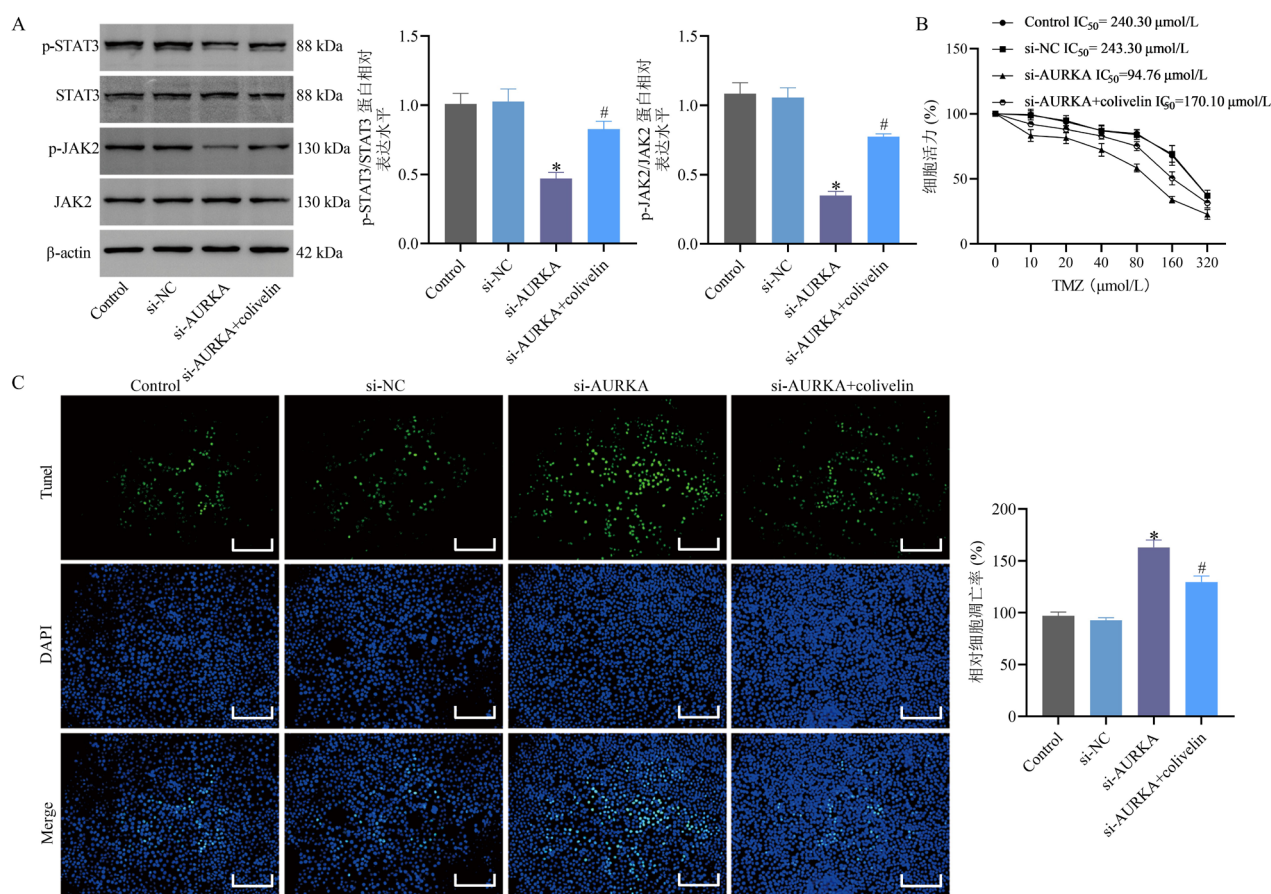 A
p-STAT3
88 kDa
STAT3
88 kDa
p-JAK2
130 kDa
JAK2
130 kDa
β-actin
42 kDa
Control
si-NC
si-AURKA
si-AURKA+colivelin
p-STAT3/STAT3 蛋白相对
表达水平
1.5
1.0
0.5
0.0
*
#
Control
si-NC
si-AURKA
si-AURKA+colivelin
p-JAK2/JAK2 蛋白相对
表达水平
1.5
1.0
0.5
0.0
*
#
Control
si-NC
si-AURKA
si-AURKA+colivelin
B
Control IC50= 240.30 μmol/L
si-NC IC50= 243.30 μmol/L
si-AURKA IC50=94.76 μmol/L
si-AURKA+colivelin IC50=170.10 μmol/L
细胞活力 (%)
150
100
50
0
0 10 20 40 80 160 320
TMZ（μmol/L）
C
Control
si-NC
si-AURKA
si-AURKA+colivelin
Tunel
DAPI
Merge
相对细胞凋亡率 (%)
200
150
100
50
0
*
#
Control
si-NC
si-AURKA
si-AURKA+colivelin